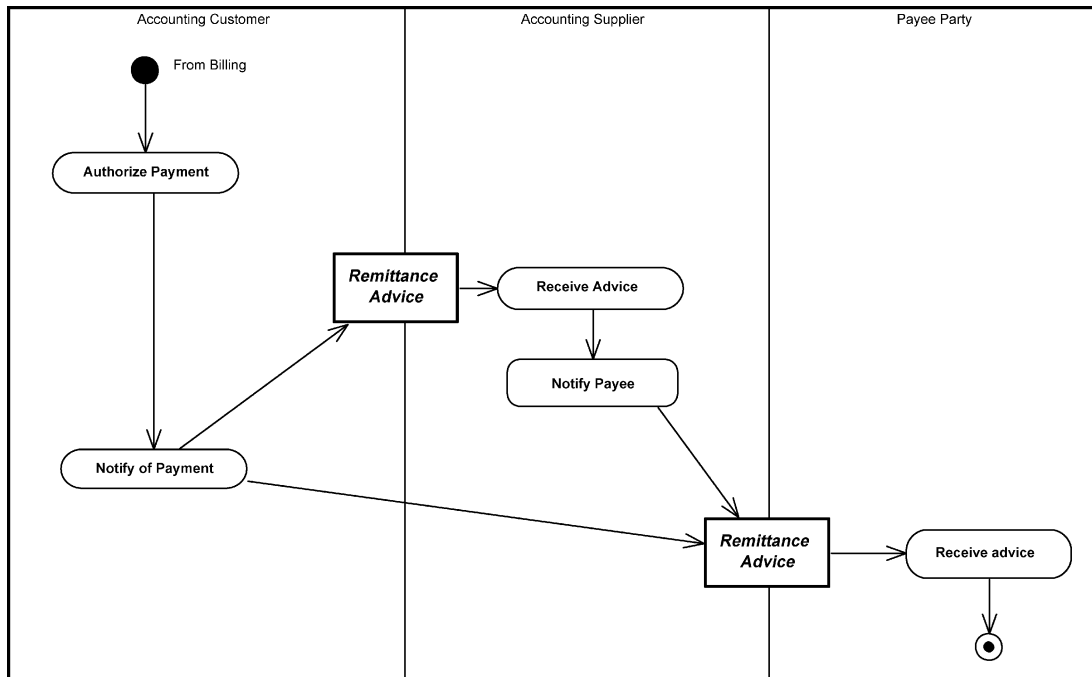 Accounting Customer
Accounting Supplier
Payee Party
From Billing
Authorize Payment
Remittance
Advice
Receive Advice
Notify Payee
Notify of Payment
Remittance
Advice
Receive advice